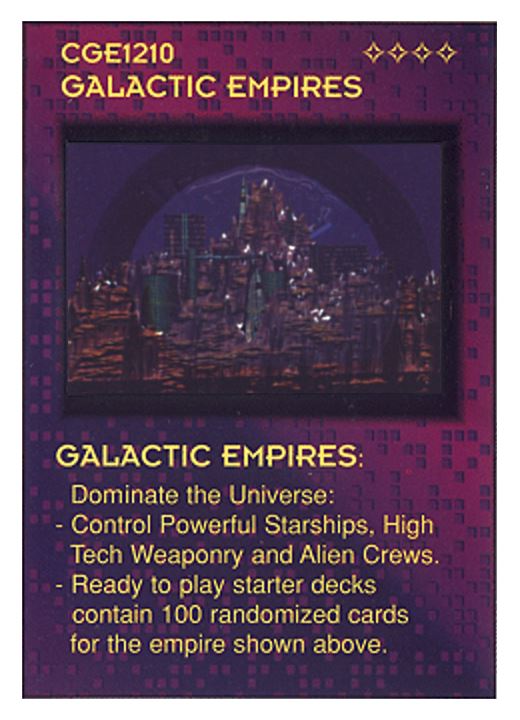 CGE1210
GALACTIC EMPIRES
GALACTIC EMPIRES:
Dominate the Universe:
- Control Powerful Starships, High
Tech Weaponry and Alien Crews.
- Ready to play starter decks
contain 100 randomized cards
for the empire shown above.